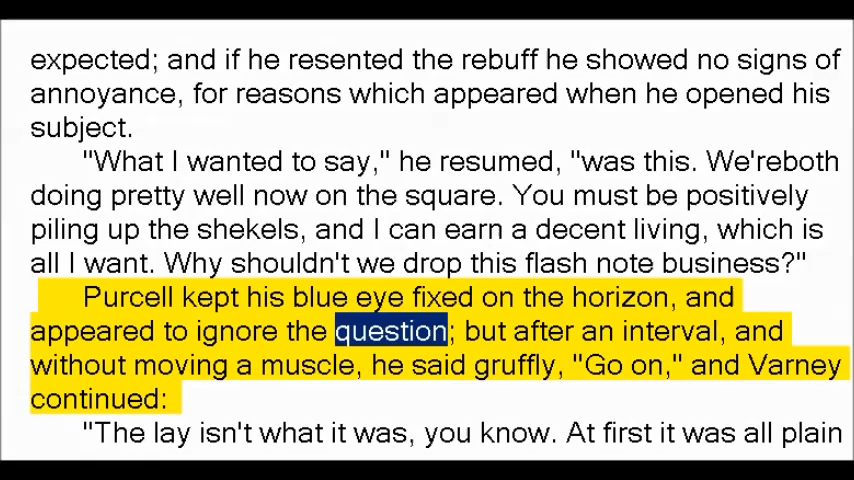 expected; and if he resented the rebuff he showed no signs of
annoyance, for reasons which appeared when he opened his
subject.
"What I wanted to say," he resumed, "was this. We'reboth
doing pretty well now on the square. You must be positively
piling up the shekels, and I can earn a decent living, which is
all I want. Why shouldn't we drop this flash note business?"
Purcell kept his blue eye fixed on the horizon, and
appeared to ignore the question; but after an interval, and
without moving a muscle, he said gruffly, "Go on," and Varney
continued:
"The lay isn't what it was, you know. At first it was all plain